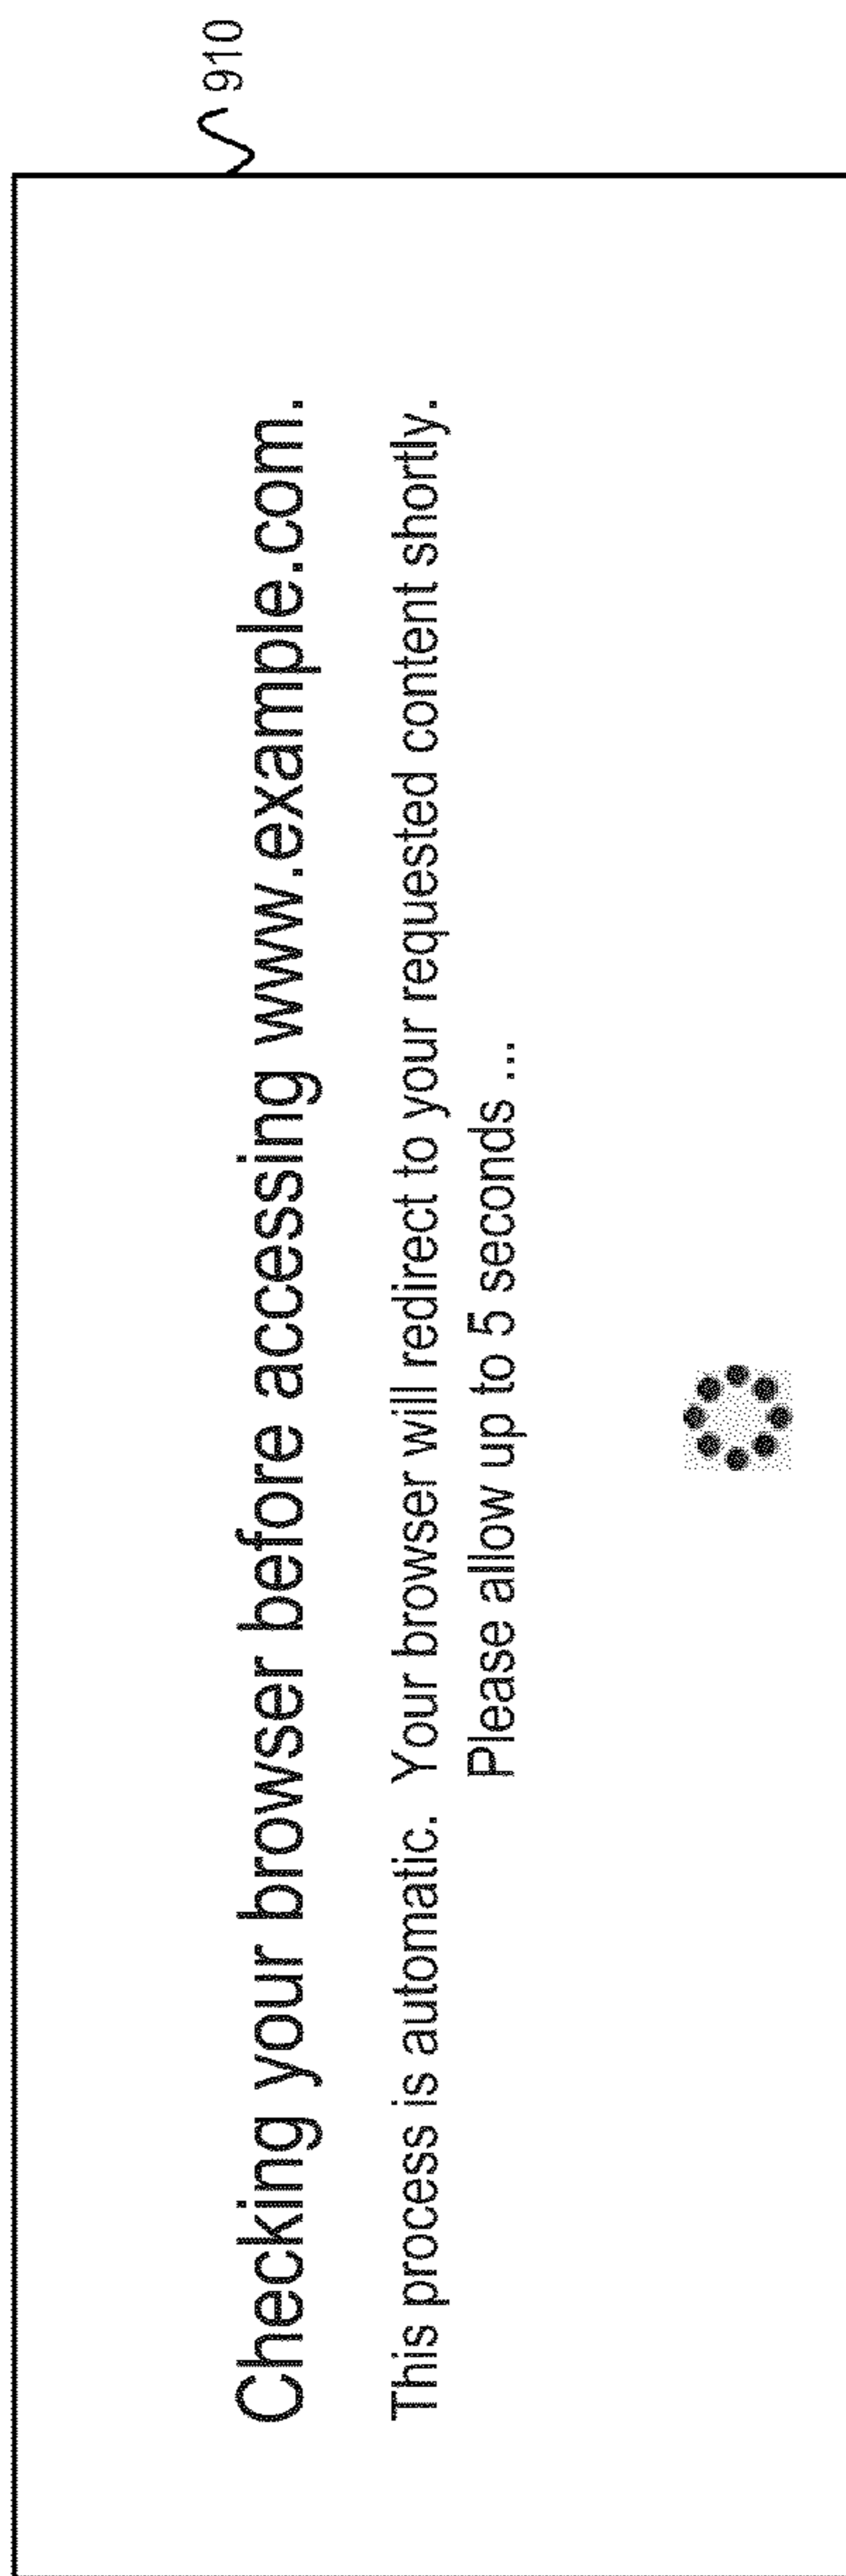 910
Checking your browser before accessing www.example.com.
This process is automatic.  Your browser will redirect to your requested content shortly.
Please allow up to 5 seconds ...